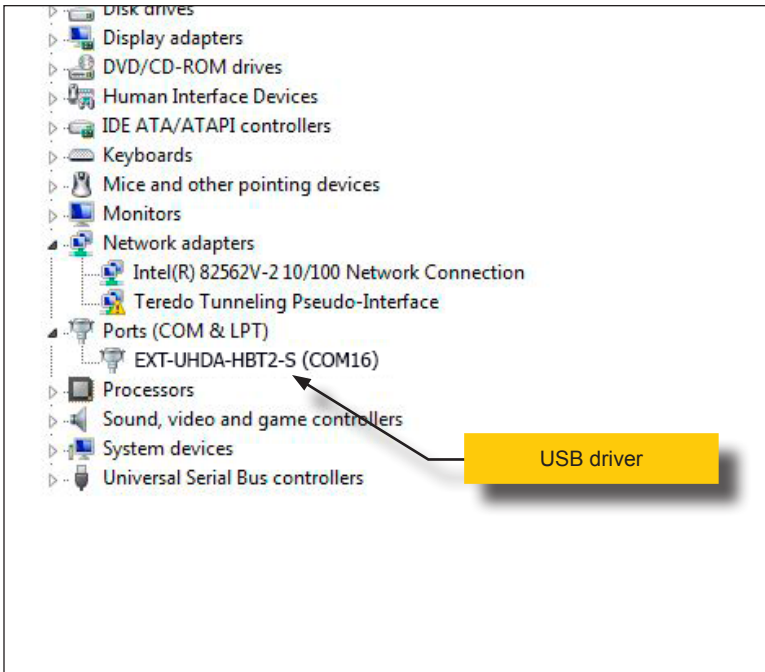 Disk drives
Display adapters
DVD/CD-ROM drives
Human Interface Devices
IDE ATA/ATAPI controllers
Keyboards
Mice and other pointing devices
Monitors
Network adapters
Intel(R) 82562V-2 10/100 Network Connection
Teredo Tunneling Pseudo-Interface
Ports (COM & LPT)
EXT-UHDA-HBT2-S (COM16)
Processors
Sound, video and game controllers
System devices
USB driver
Universal Serial Bus controllers